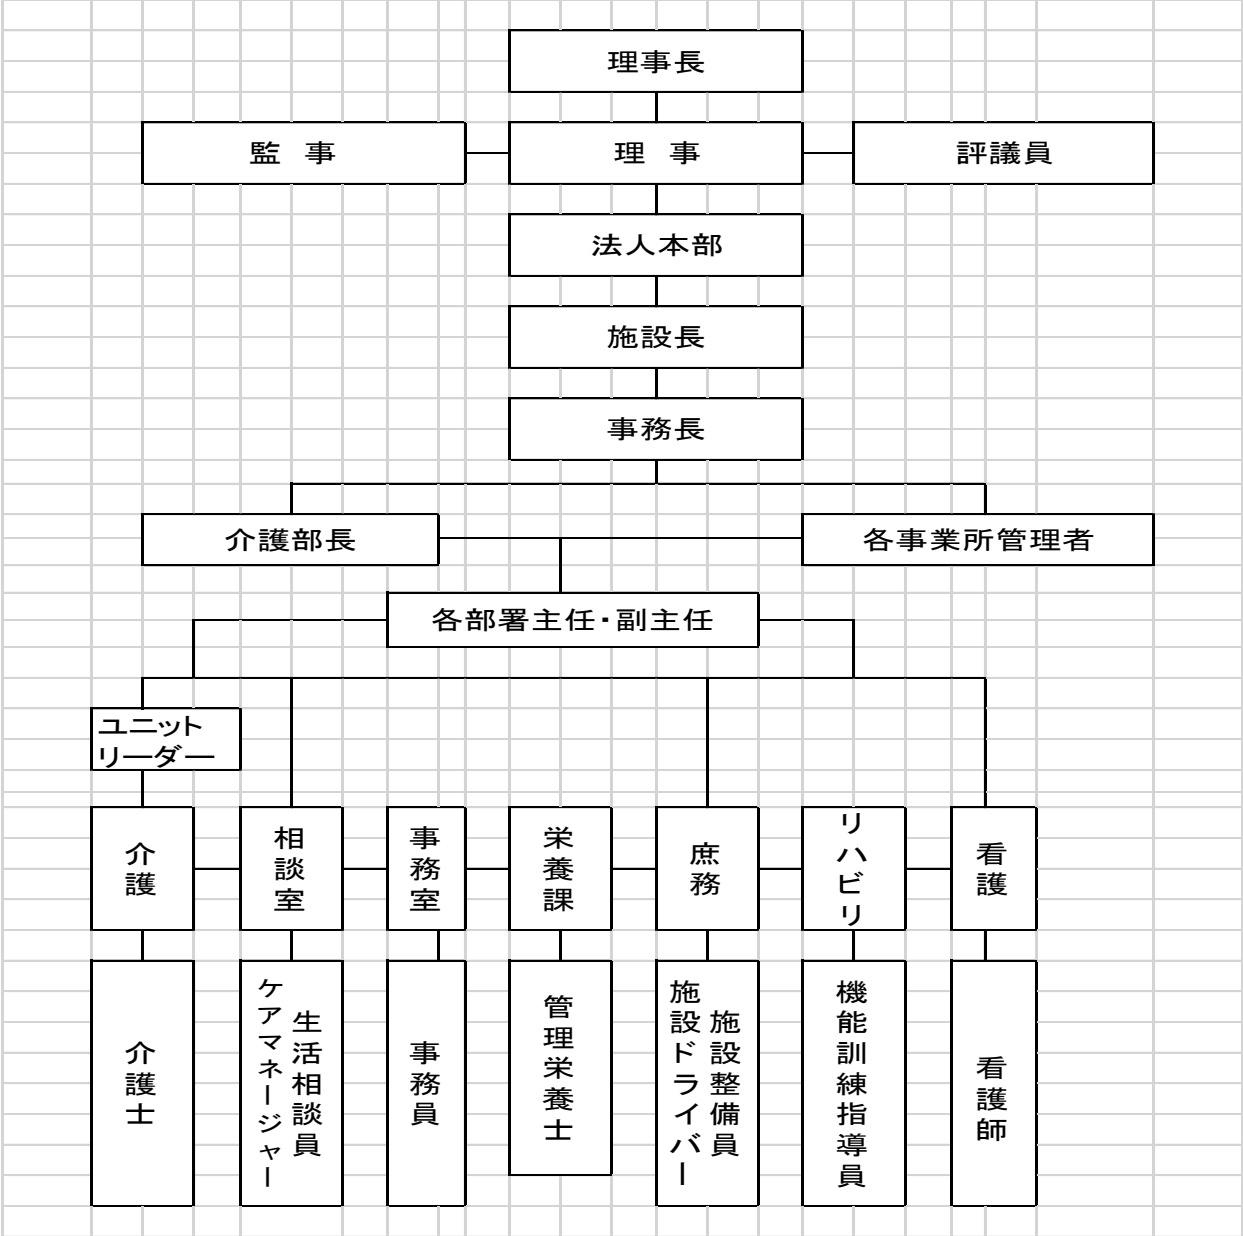 理事長
監　事
理　事
評議員
法人本部
施設長
事務長
介護部長
各事業所管理者
各部署主任・副主任
ユニット
リーダー
介護
相談室
事務室
栄養課
庶務
リハビリ
看護
介護士
生活相談員
ケアマネージャー
事務員
管理栄養士
施設整備員
施設ドライバー
機能訓練指導員
看護師